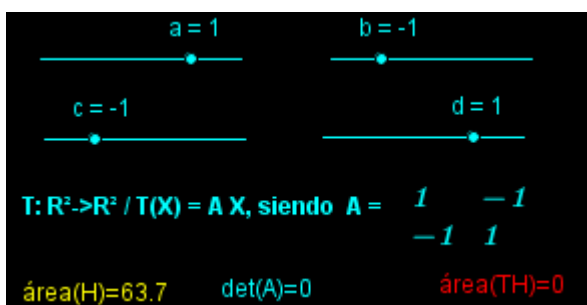 a = 1 b = -1
c = -1 d = 1
T: R²->R² / T(X) = A X, siendo A = 1 −1
−1 1
área(H)=63.7 det(A)=0 área(TH)=0